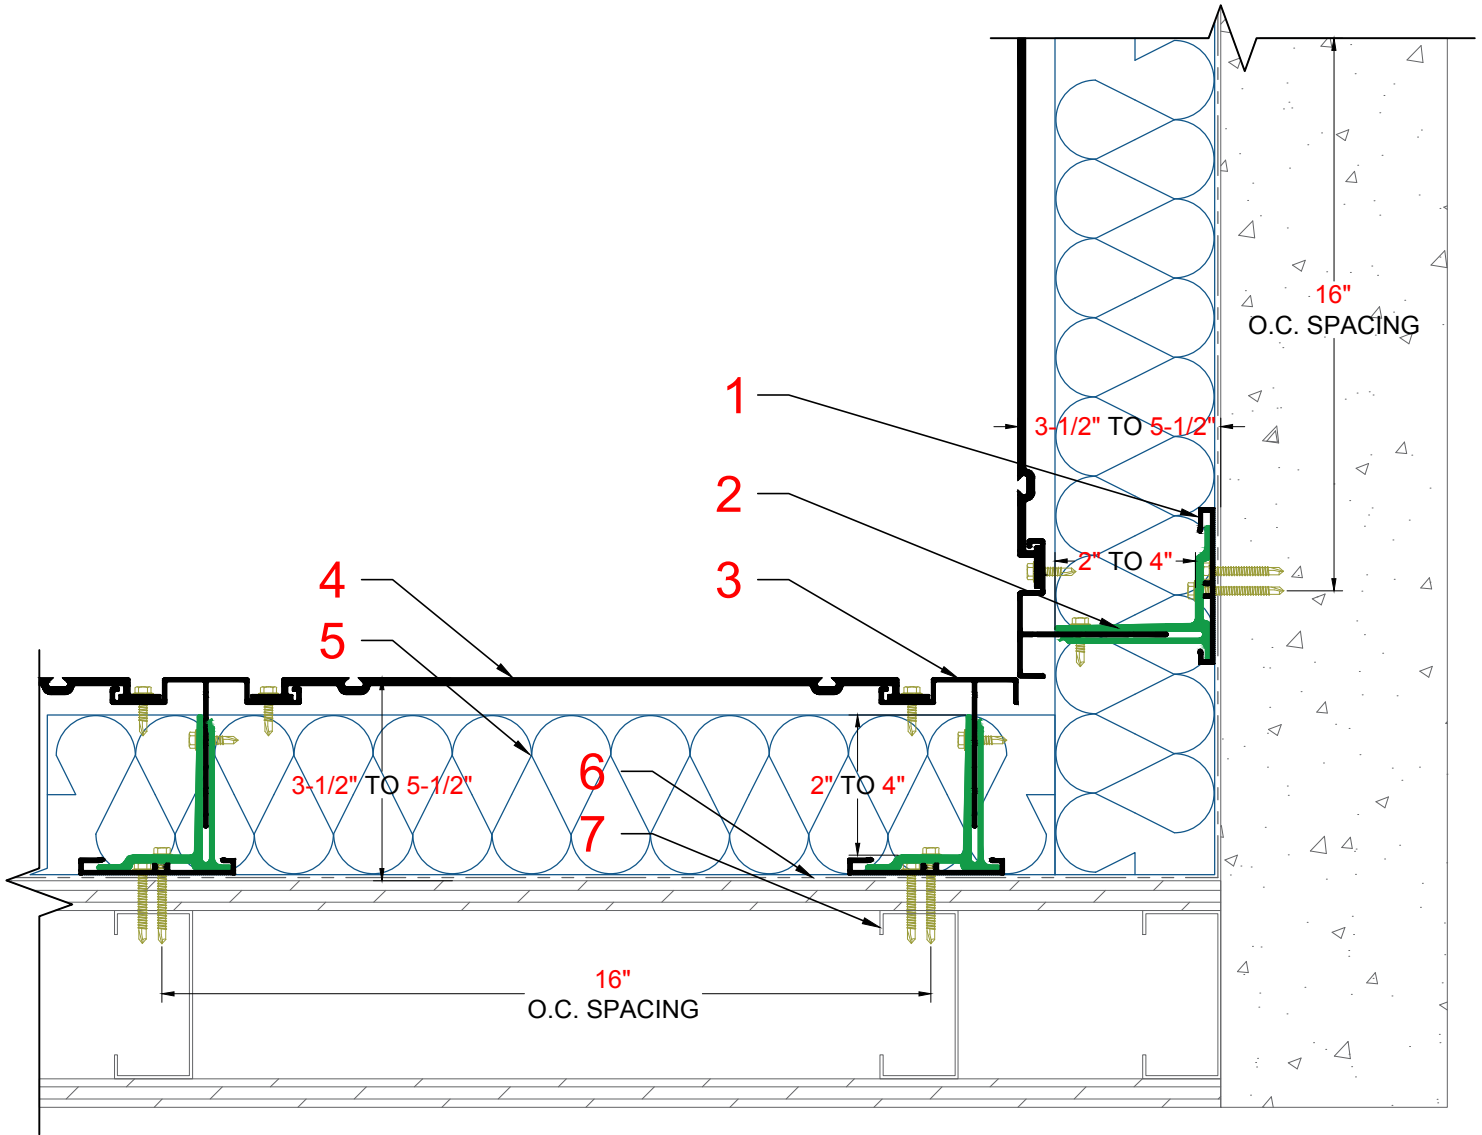 16"
O.C. SPACING
1
3-1/2" TO 5-1/2"
2
2" TO 4"
3
4
5
6
3-1/2" TO 5-1/2"
2" TO 4"
7
16"
O.C. SPACING